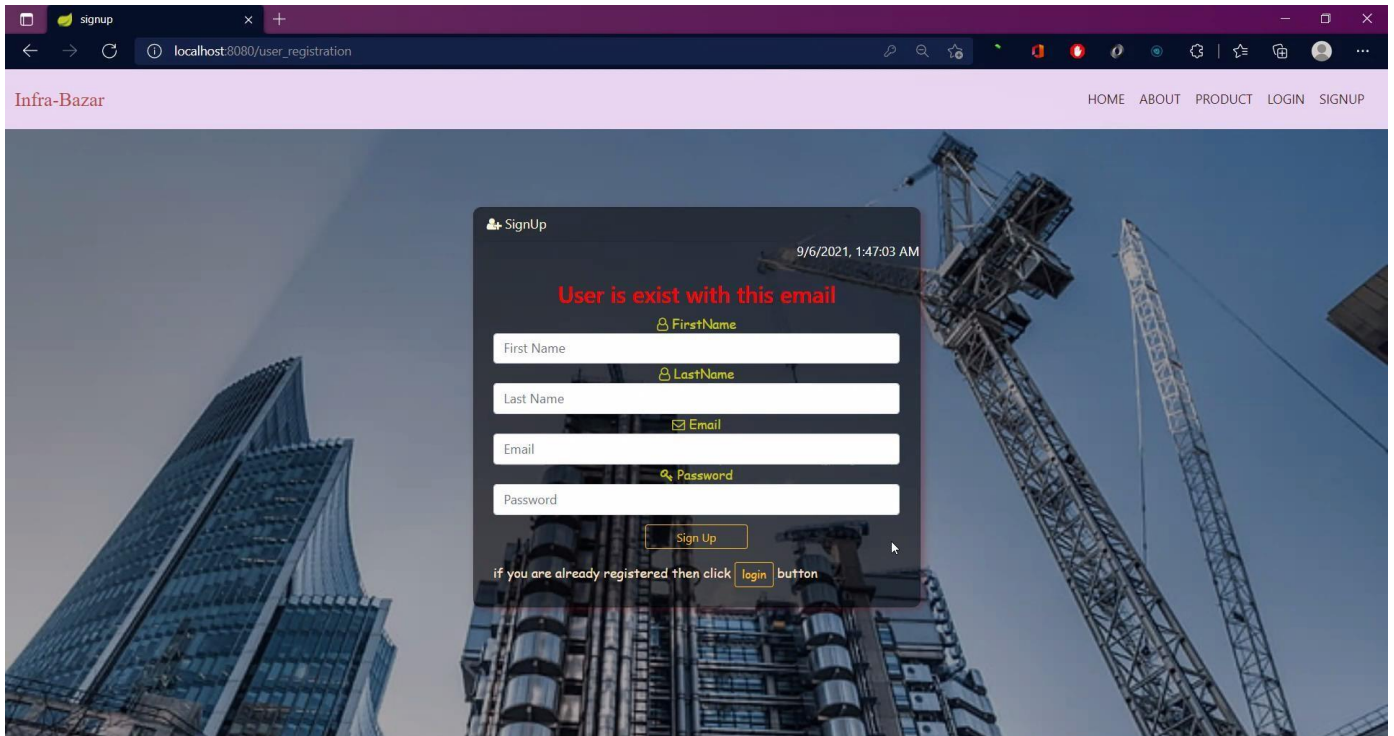 signup
localhost:8080/user_registration
Infra-Bazar
HOME ABOUT PRODUCT LOGIN SIGNUP
SignUp
9/6/2021, 1:47:03 AM
User is exist with this email
FirstName
First Name
LastName
Last Name
Email
Email
Password
Password
Sign Up
if you are already registered then click login button